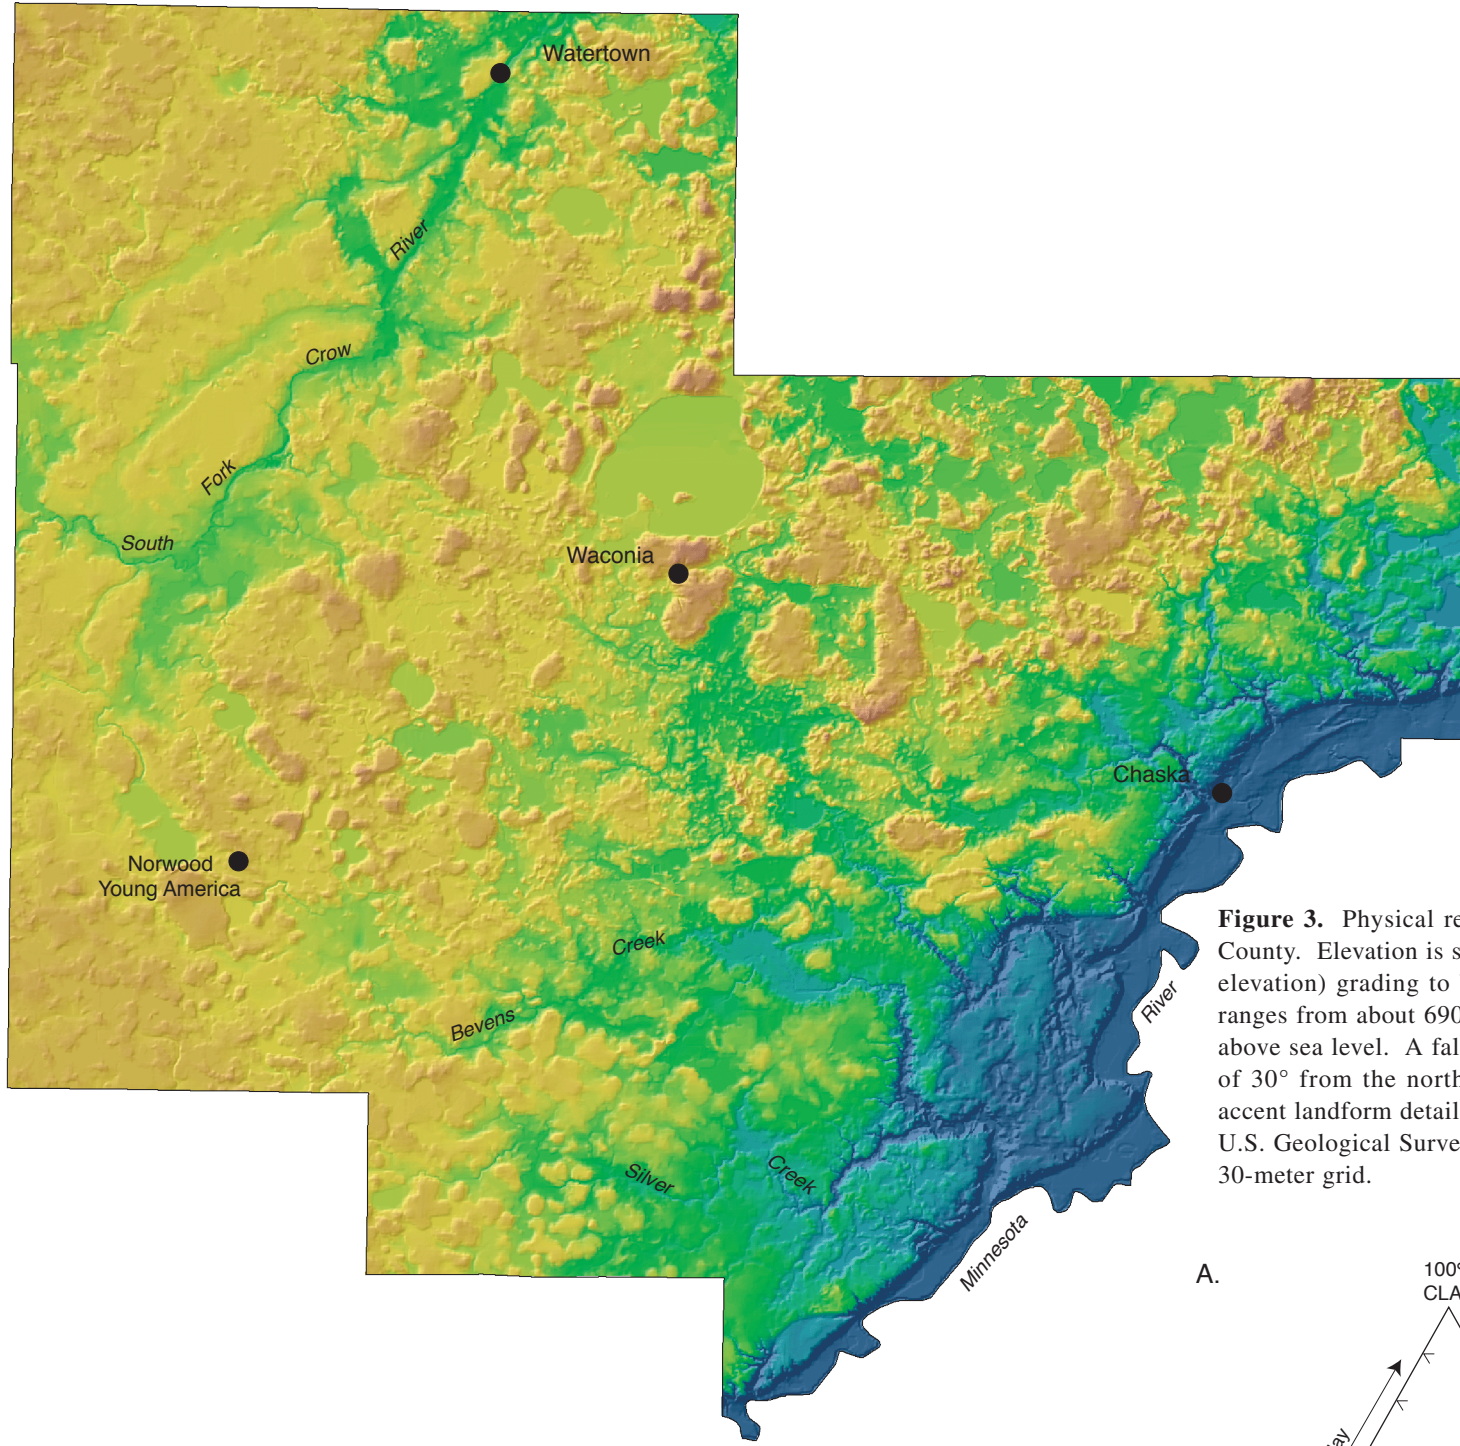 Watertown
River
Crow
Fork
South
Waconia
Chaska
Norwood
Young America
Creek
Bevens
River
Silver
Creek
Minnesota
Figure 3. Physical re
County. Elevation is s
elevation) grading to
ranges from about 690
above sea level. A fal
of 30° from the north
accent landform detail
U.S. Geological Surve
30-meter grid.
A.
100%
CLA
ay